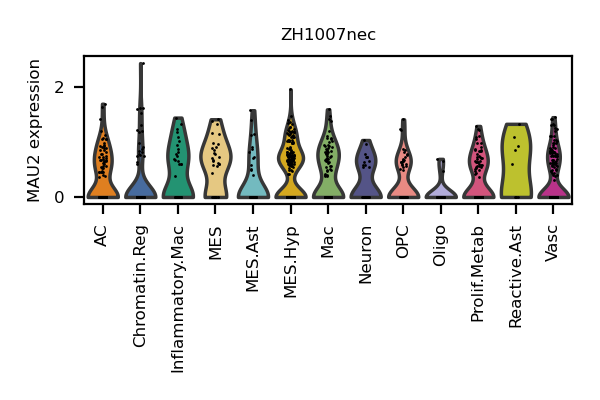 ZH1007nec
MAU2 expression
2
0
AC
Chromatin.Reg
Inflammatory.Mac
MES
MES.Ast
MES.Hyp
Mac
Neuron
OPC
Oligo
Prolif.Metab
Reactive.Ast
Vasc